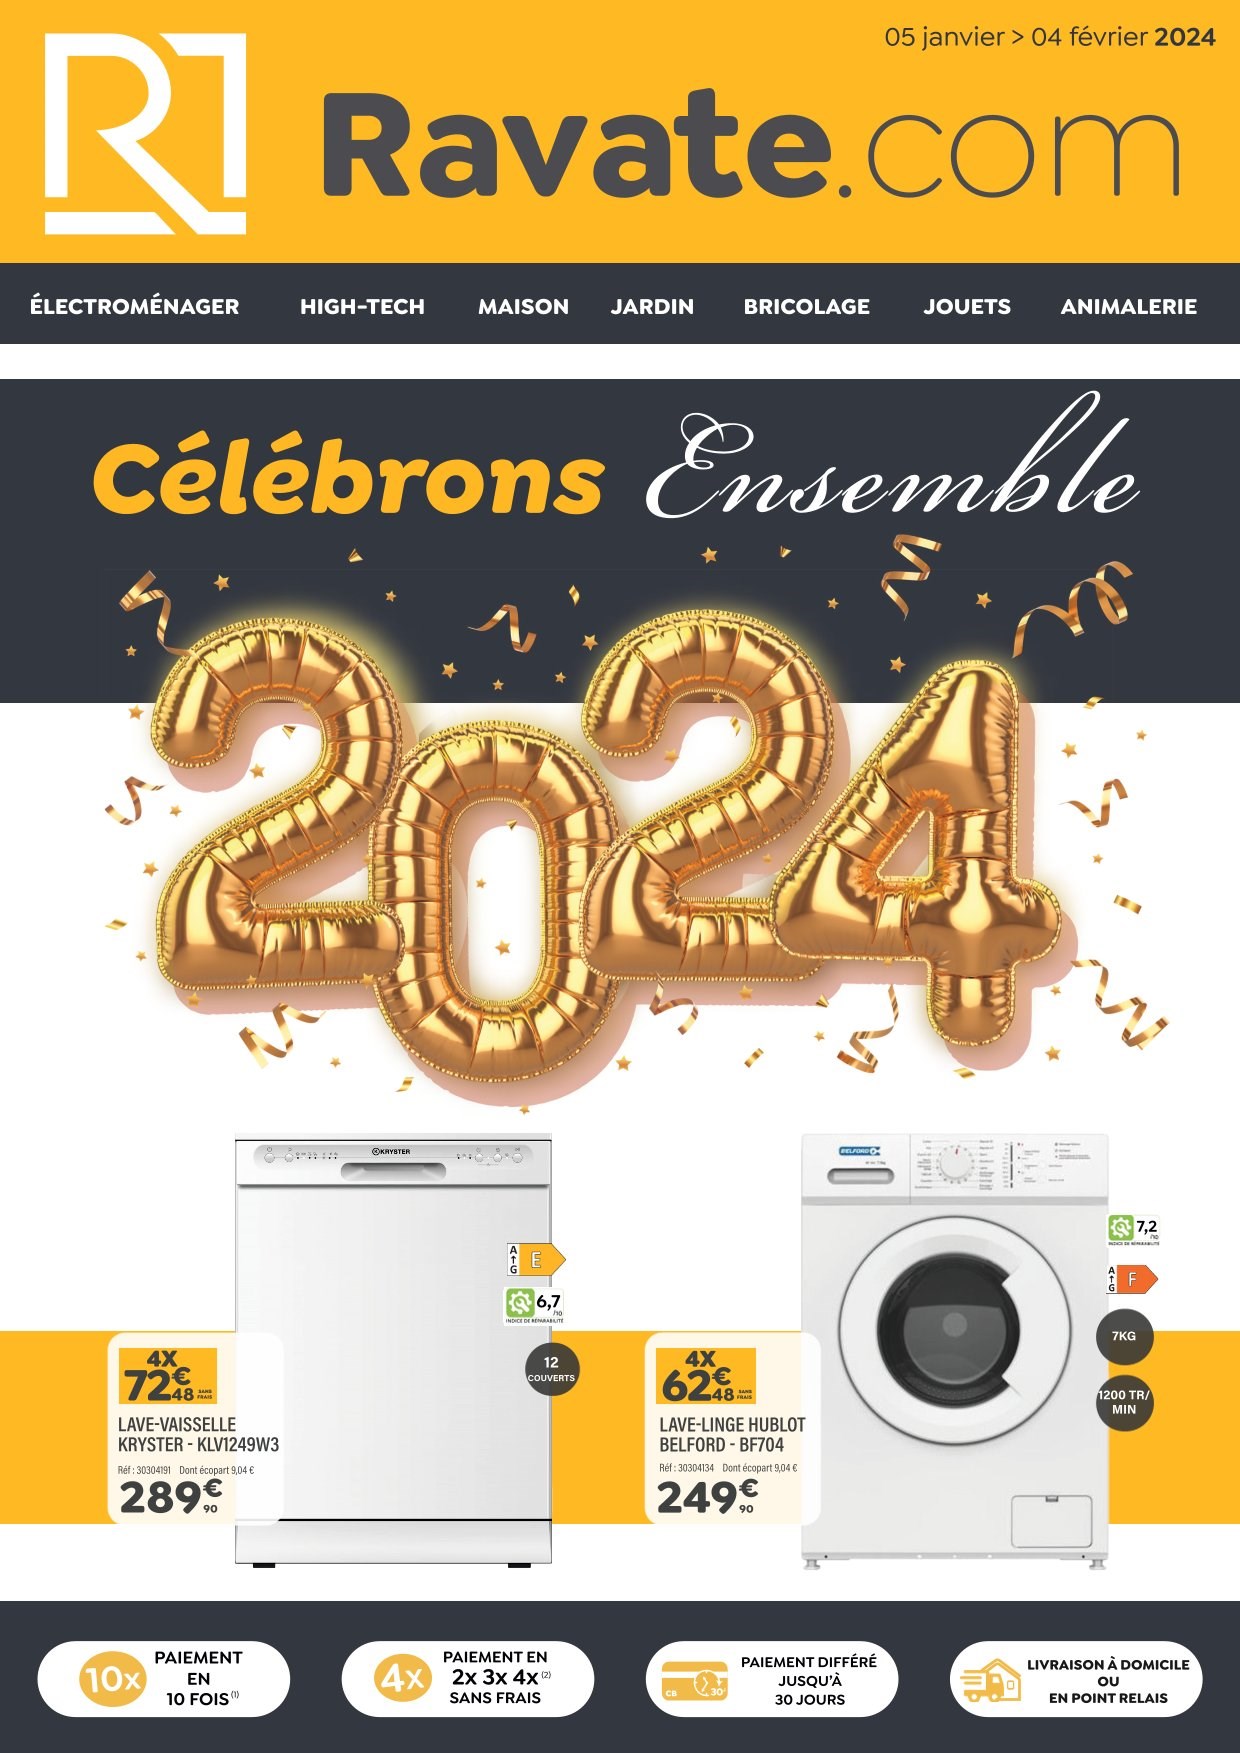 05 janvier > 04 février 2024
Ravate.com
ÉLECTROMÉNAGER HIGH-TECH MAISON JARDIN BRICOLAGE JOUETS ANIMALERIE
Célébrons Ensemble
2024
KRYSTER
A
G
E
6,7
/10
INDICE DE RÉPARABILITÉ
12
COUVERTS
4X
72€48 SANS FRAIS
LAVE-VAISSELLE
KRYSTER - KLV1249W3
Réf : 30304191 Dont écopart 9,04 €
289€90
BELFORD
7,2
/10
INDICE DE RÉPARABILITÉ
A
G
F
7KG
1200 TR/
MIN
4X
62€48 SANS FRAIS
LAVE-LINGE HUBLOT
BELFORD - BF704
Réf : 30304134 Dont écopart 9,04 €
249€90
10x
PAIEMENT
EN
10 FOIS(1)
4x
PAIEMENT EN
2x 3x 4x(2)
SANS FRAIS
CB
30
PAIEMENT DIFFÉRÉ
JUSQU'À
30 JOURS
LIVRAISON À DOMICILE
OU
EN POINT RELAIS